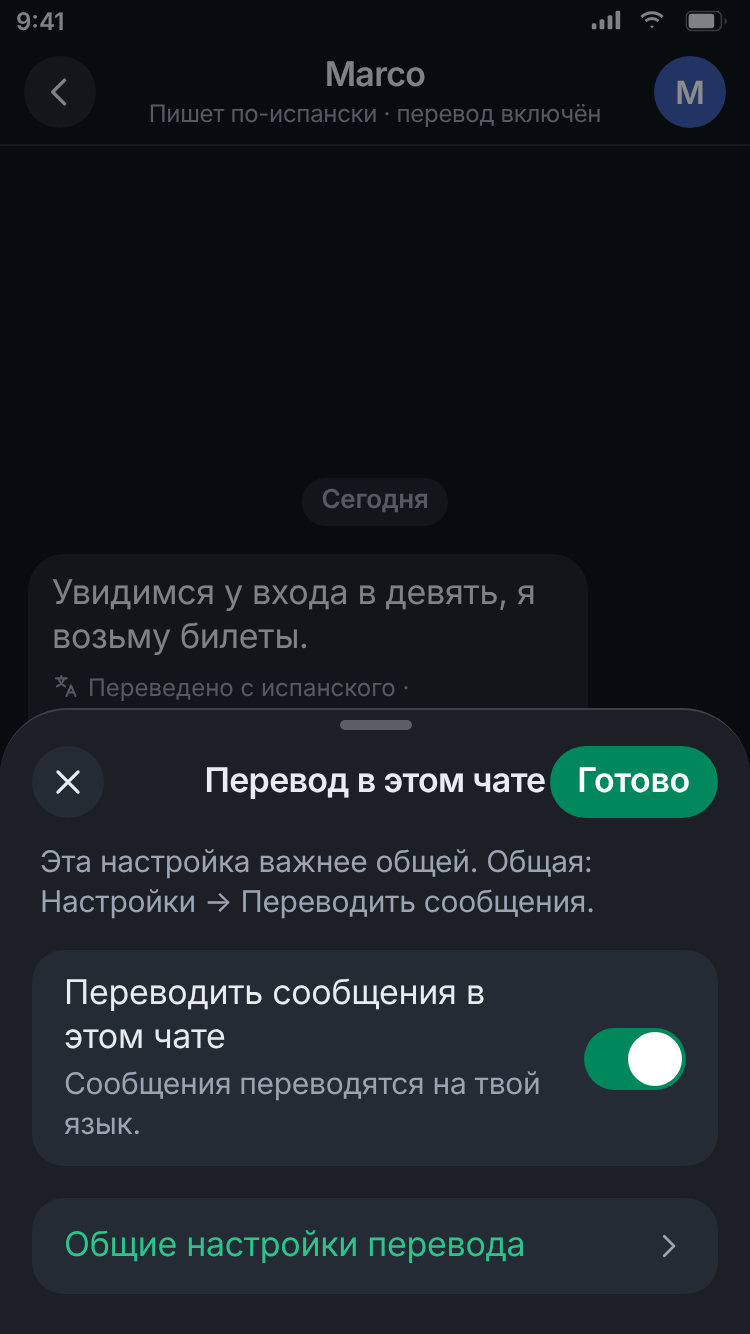 9:41
Marco
Пишет по-испански · перевод включён
M
Сегодня
Увидимся у входа в девять, я
возьму билеты.
Переведено с испанского ·
Перевод в этом чате
Готово
Эта настройка важнее общей. Общая:
Настройки → Переводить сообщения.
Переводить сообщения в
этом чате
Сообщения переводятся на твой
язык.
Общие настройки перевода